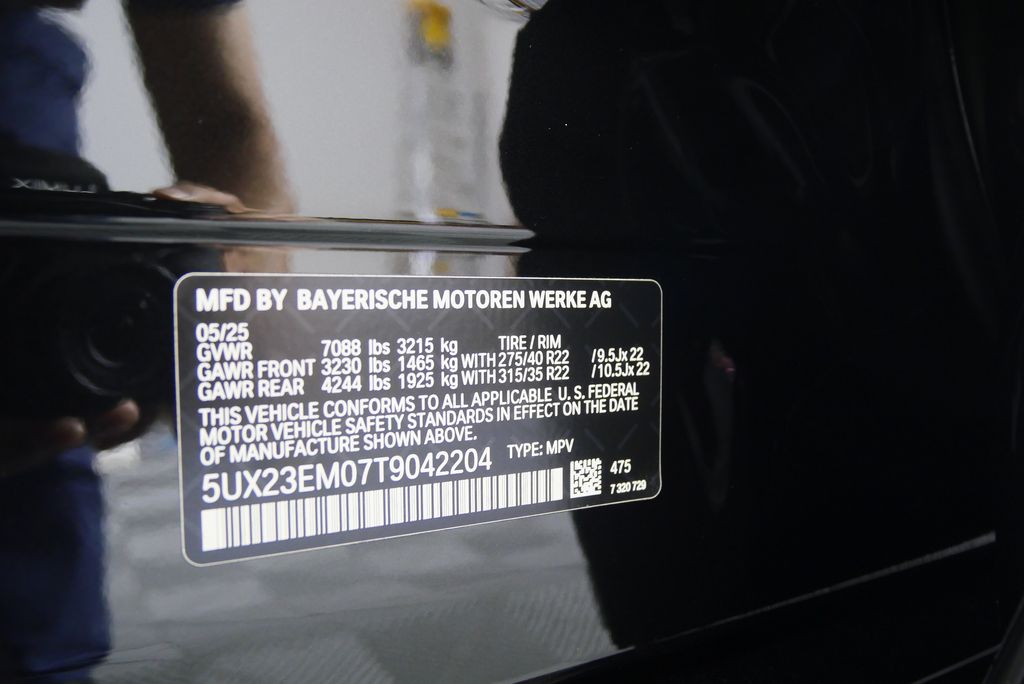 MFD BY BAYERISCHE MOTOREN WERKE AG
05/25
GVWR 7088 lbs 3215 kg TIRE / RIM
GAWR FRONT 3230 lbs 1465 kg WITH 275/40 R22 /9.5Jx22
GAWR REAR 4244 lbs 1925 kg WITH 315/35 R22 /10.5Jx22
THIS VEHICLE CONFORMS TO ALL APPLICABLE U. S. FEDERAL
MOTOR VEHICLE SAFETY STANDARDS IN EFFECT ON THE DATE
OF MANUFACTURE SHOWN ABOVE.
5UX23EM07T9042204 TYPE: MPV
475
7 320 729